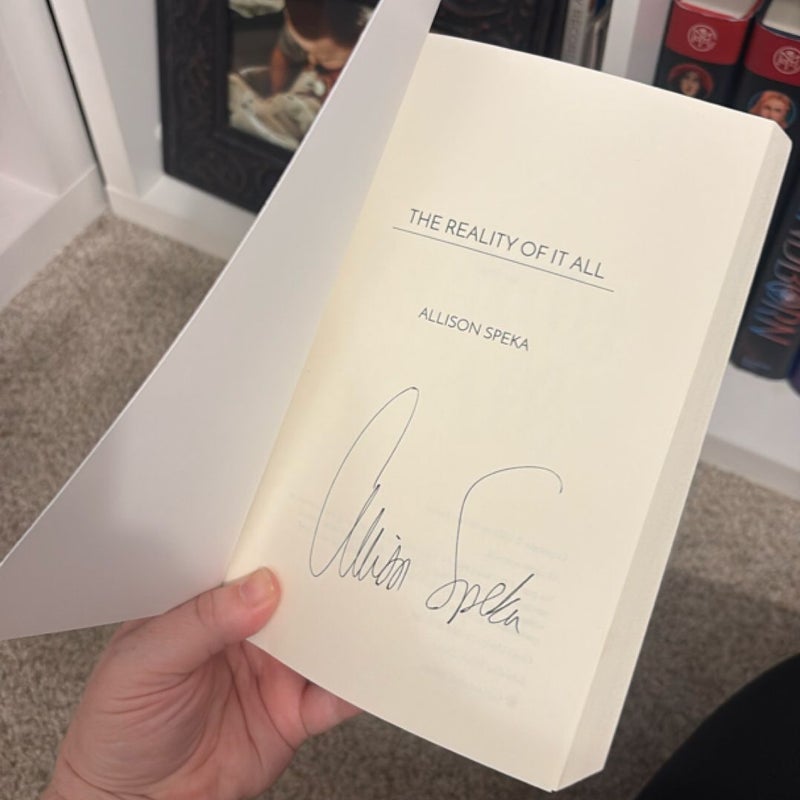 THE REALITY OF IT ALL
ALLISON SPEKA
Allison Speka